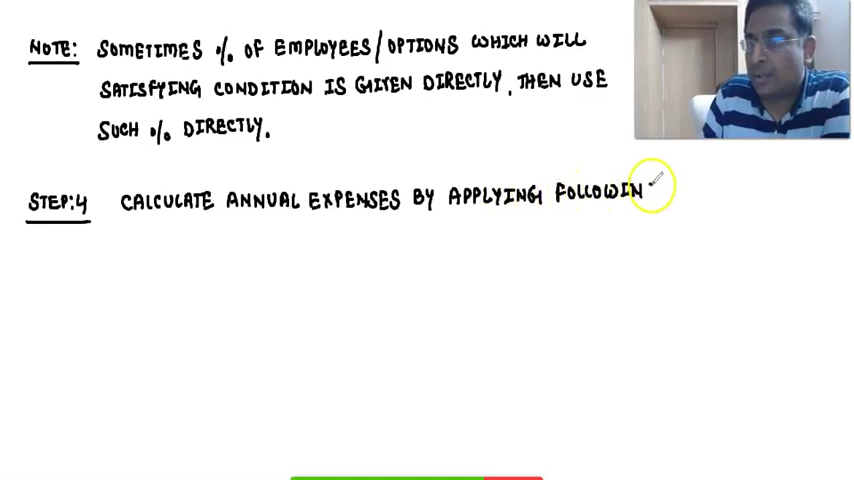 NOTE: SOMETIMES % OF EMPLOYEES/OPTIONS WHICH WILL
SATISFYING CONDITION IS GIVEN DIRECTLY, THEN USE
SUCH % DIRECTLY.
STEP:4 CALCULATE ANNUAL EXPENSES BY APPLYING FOLLOWIN